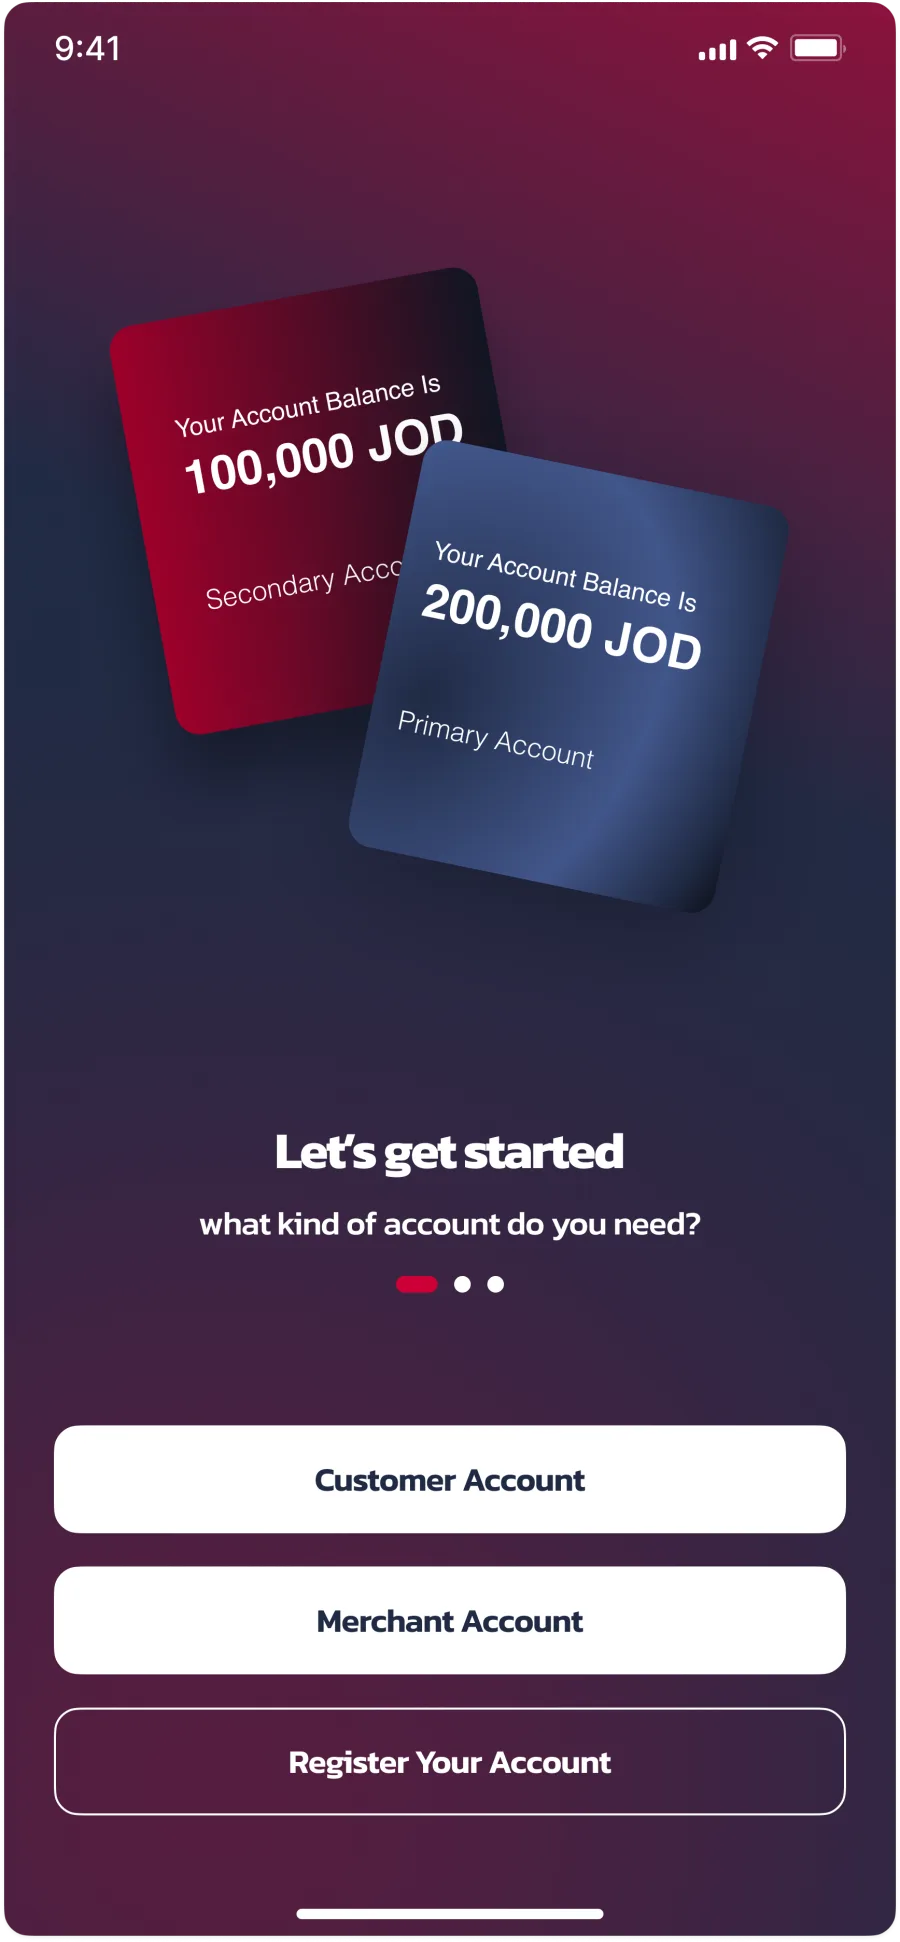 9:41
Your Account Balance Is
100,000 JOD
Secondary Acco
Your Account Balance Is
200,000 JOD
Primary Account
Let's get started
what kind of account do you need?
Customer Account
Merchant Account
Register Your Account